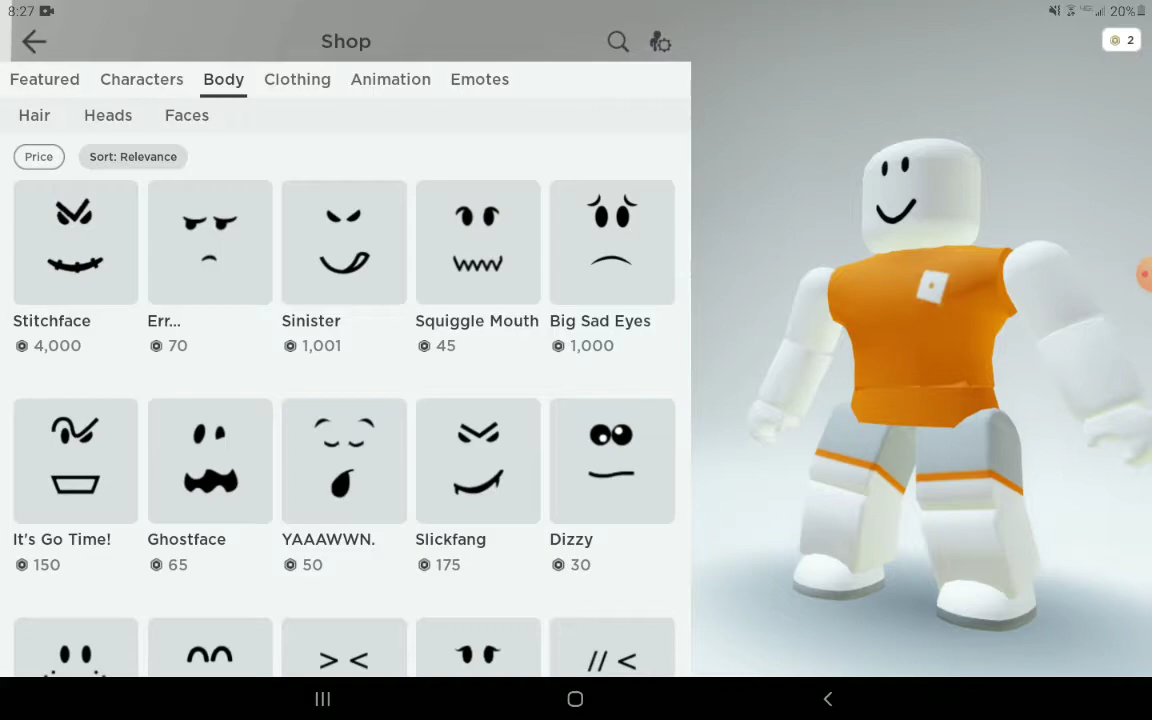 8:27
20%
Shop
2
Featured Characters Body Clothing Animation Emotes
Hair Heads Faces
Price Sort: Relevance
Stitchface Err... Sinister Squiggle Mouth Big Sad Eyes
4,000 70 1,001 45 1,000
It's Go Time! Ghostface YAAAWWN. Slickfang Dizzy
150 65 50 175 30